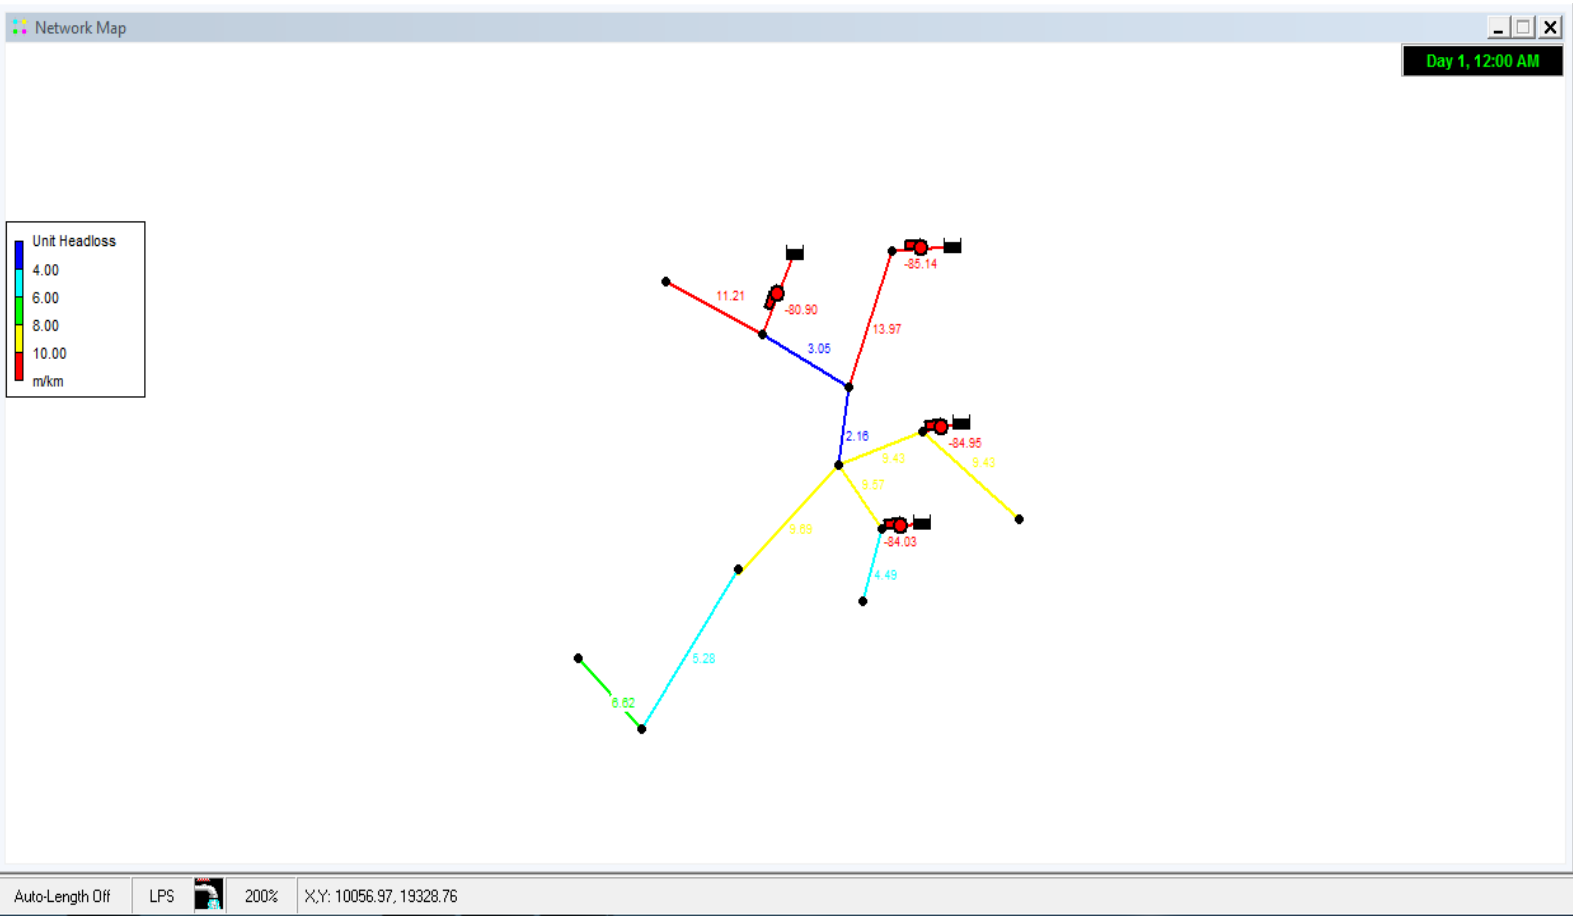 Network Map
Day 1, 12:00 AM
Unit Headloss
4.00
6.00
8.00
10.00
m/km
-85.14
11.21
-80.90
13.97
3.05
2.16
-84.95
9.43
9.43
9.57
9.69
-84.03
4.49
5.28
6.62
Auto-Length Off
LPS
200%
X,Y: 10056.97, 19328.76